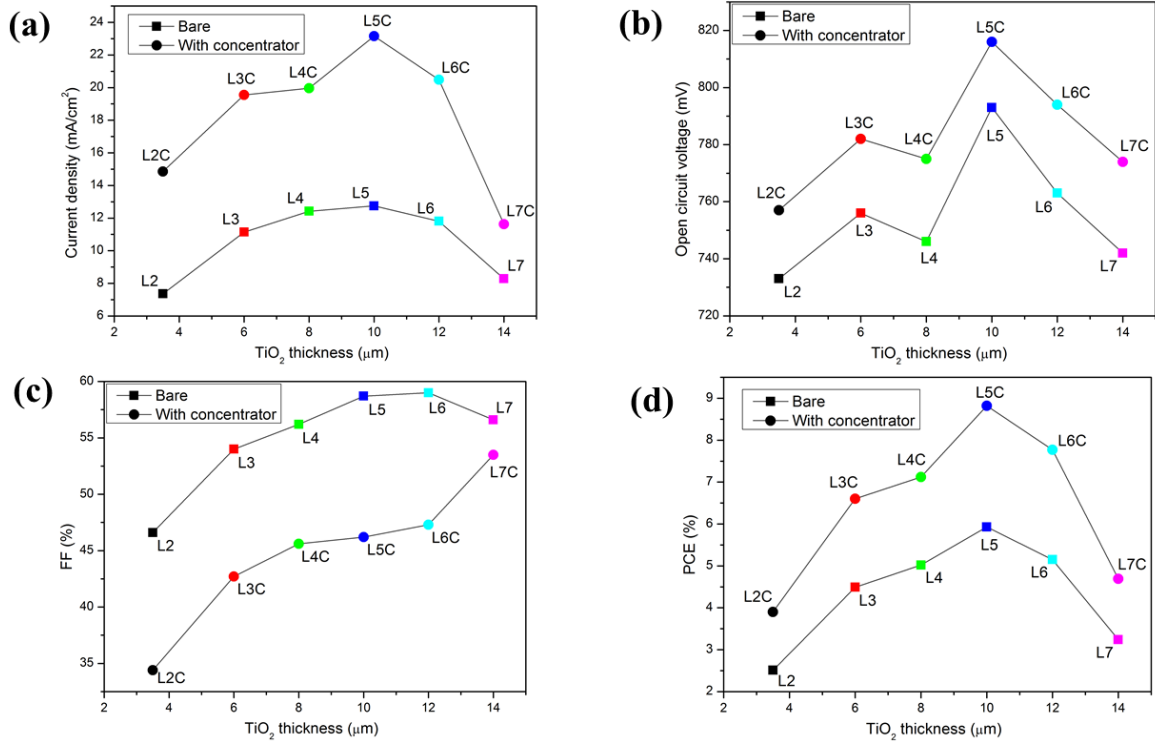 (a)
Bare
With concentrator
24
22
20
18
16
14
12
10
8
6
Current density (mA/cm²)
L2C
L3C
L4C
L5C
L6C
L7C
L2
L3
L4
L5
L6
L7
2 4 6 8 10 12 14
TiO₂ thickness (μm)
(b)
Bare
With concentrator
820
800
780
760
740
720
Open circuit voltage (mV)
L2C
L3C
L4C
L5C
L6C
L7C
L2
L3
L4
L5
L6
L7
2 4 6 8 10 12 14
TiO₂ thickness (μm)
(c)
Bare
With concentrator
60
55
50
45
40
35
FF (%)
L2
L3
L4
L5
L6
L7
L2C
L3C
L4C
L5C
L6C
L7C
2 4 6 8 10 12 14
TiO₂ thickness (μm)
(d)
Bare
With concentrator
9
8
7
6
5
4
3
2
PCE (%)
L2C
L3C
L4C
L5C
L6C
L7C
L2
L3
L4
L5
L6
L7
2 4 6 8 10 12 14
TiO₂ thickness (μm)